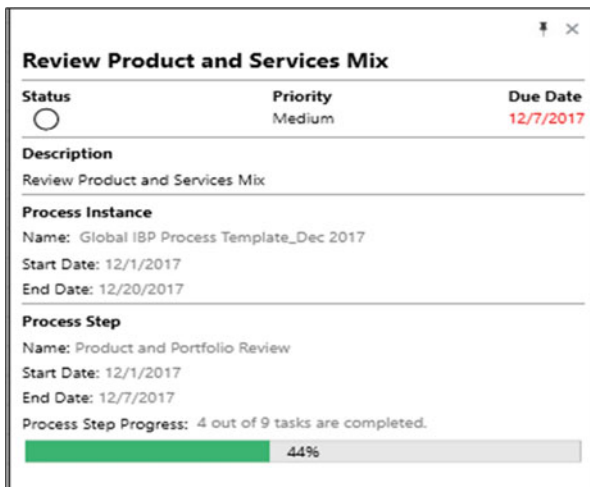 Review Product and Services Mix
Status Priority Due Date
Medium 12/7/2017
Description
Review Product and Services Mix
Process Instance
Name: Global IBP Process Template_Dec 2017
Start Date: 12/1/2017
End Date: 12/20/2017
Process Step
Name: Product and Portfolio Review
Start Date: 12/1/2017
End Date: 12/7/2017
Process Step Progress: 4 out of 9 tasks are completed.
44%